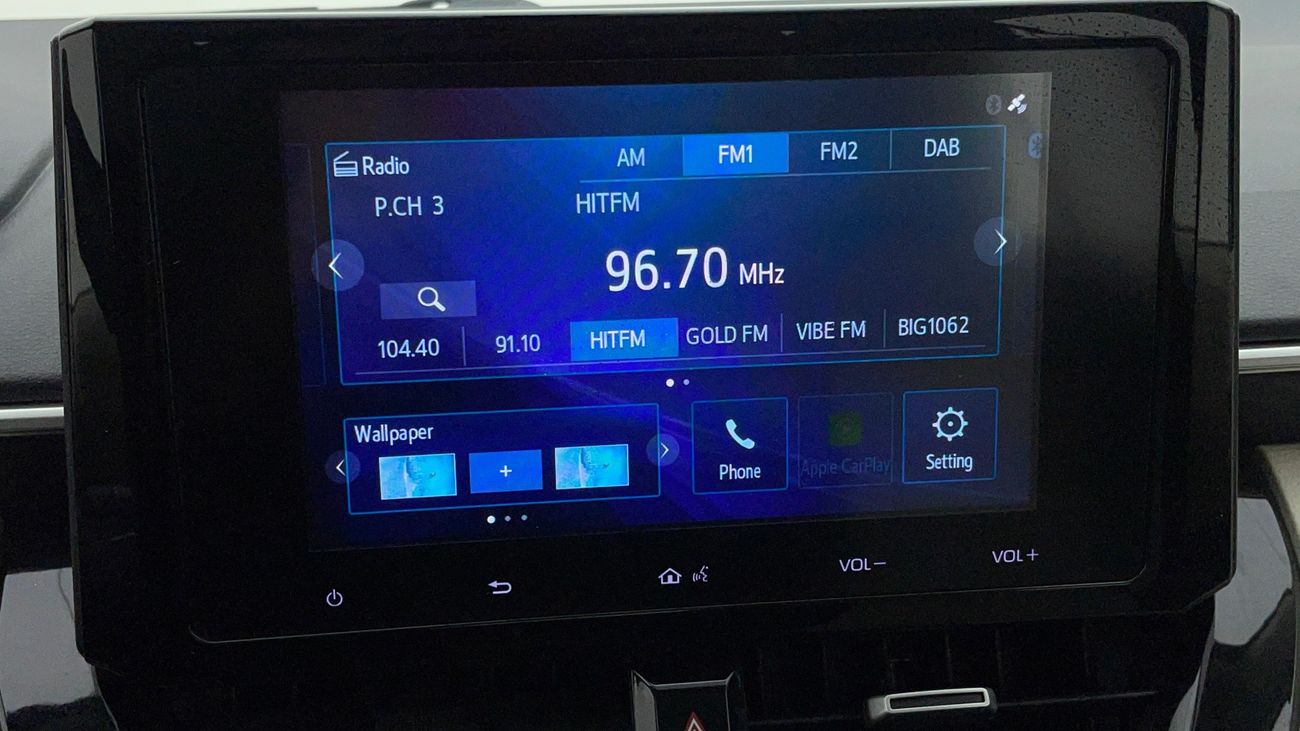 Radio AM FM1 FM2 DAB
P.CH 3 HITFM
96.70 MHz
104.40 91.10 HITFM GOLD FM VIBE FM BIG1062
Wallpaper
+
Phone Apple CarPlay Setting
VOL− VOL+